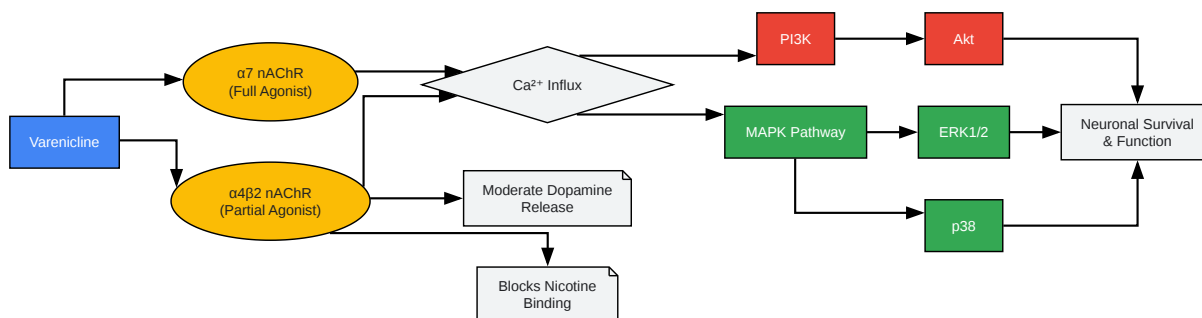 Varenicline
α7 nAChR
(Full Agonist)
α4β2 nAChR
(Partial Agonist)
Ca²⁺ Influx
Moderate Dopamine
Release
Blocks Nicotine
Binding
PI3K
Akt
MAPK Pathway
ERK1/2
p38
Neuronal Survival
& Function